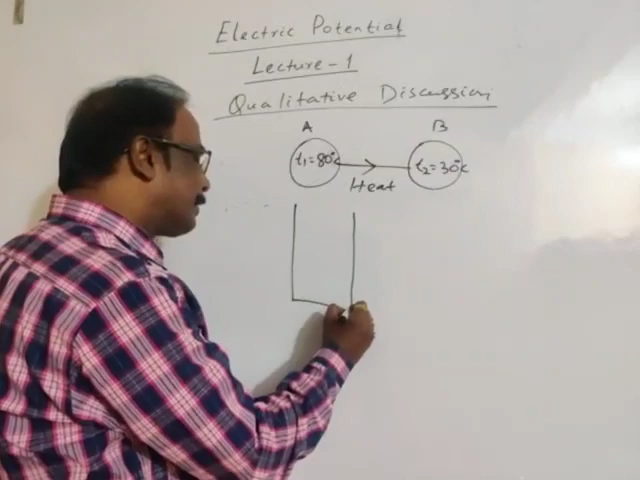 Electric Potential
Lecture-1
Qualitative Discussion
A B
t₁=80°c t₂=30°c
Heat